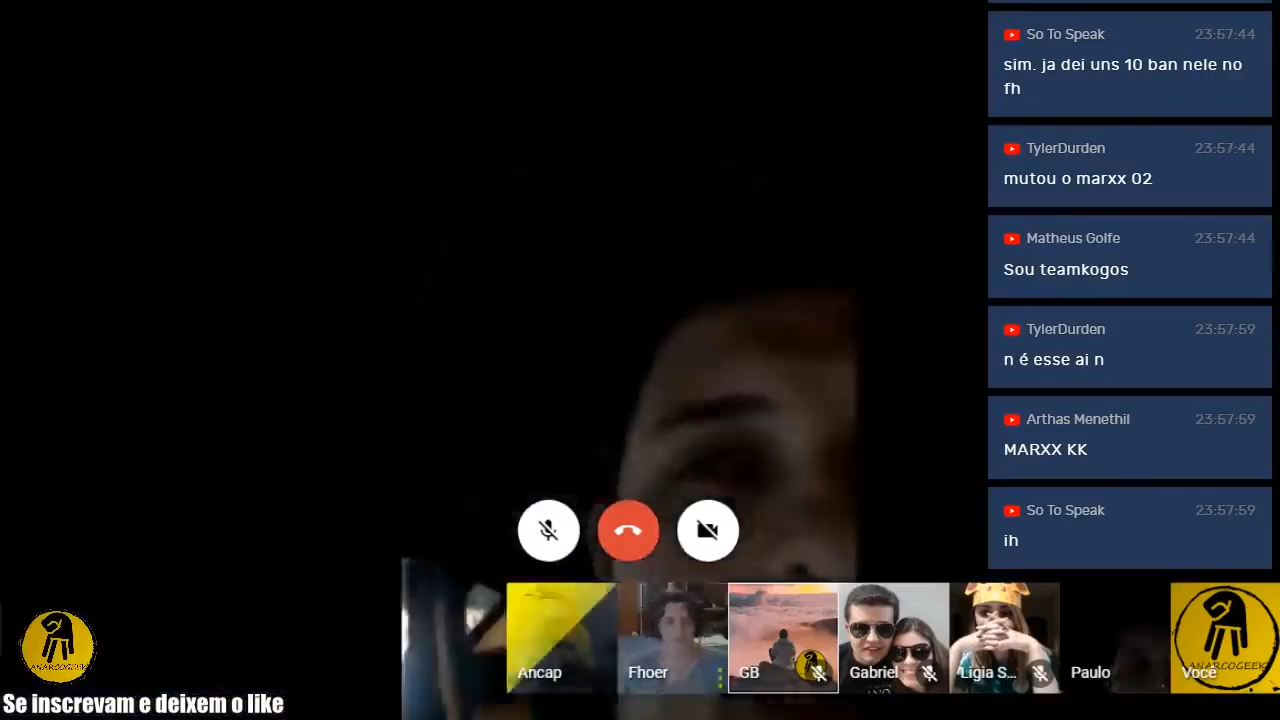 So To Speak 23:57:44
sim. ja dei uns 10 ban nele no
fh
TylerDurden 23:57:44
mutou o marxx 02
Matheus Golfe 23:57:44
Sou teamkogos
TylerDurden 23:57:59
n é esse ai n
Arthas Menethil 23:57:59
MARXX KK
So To Speak 23:57:59
ih
Ancap
Fhoer
GB
Gabriel
Ligia S...
Paulo
Você
ANARCOGEEK
ANARCOGEEK
Se inscrevam e deixem o like